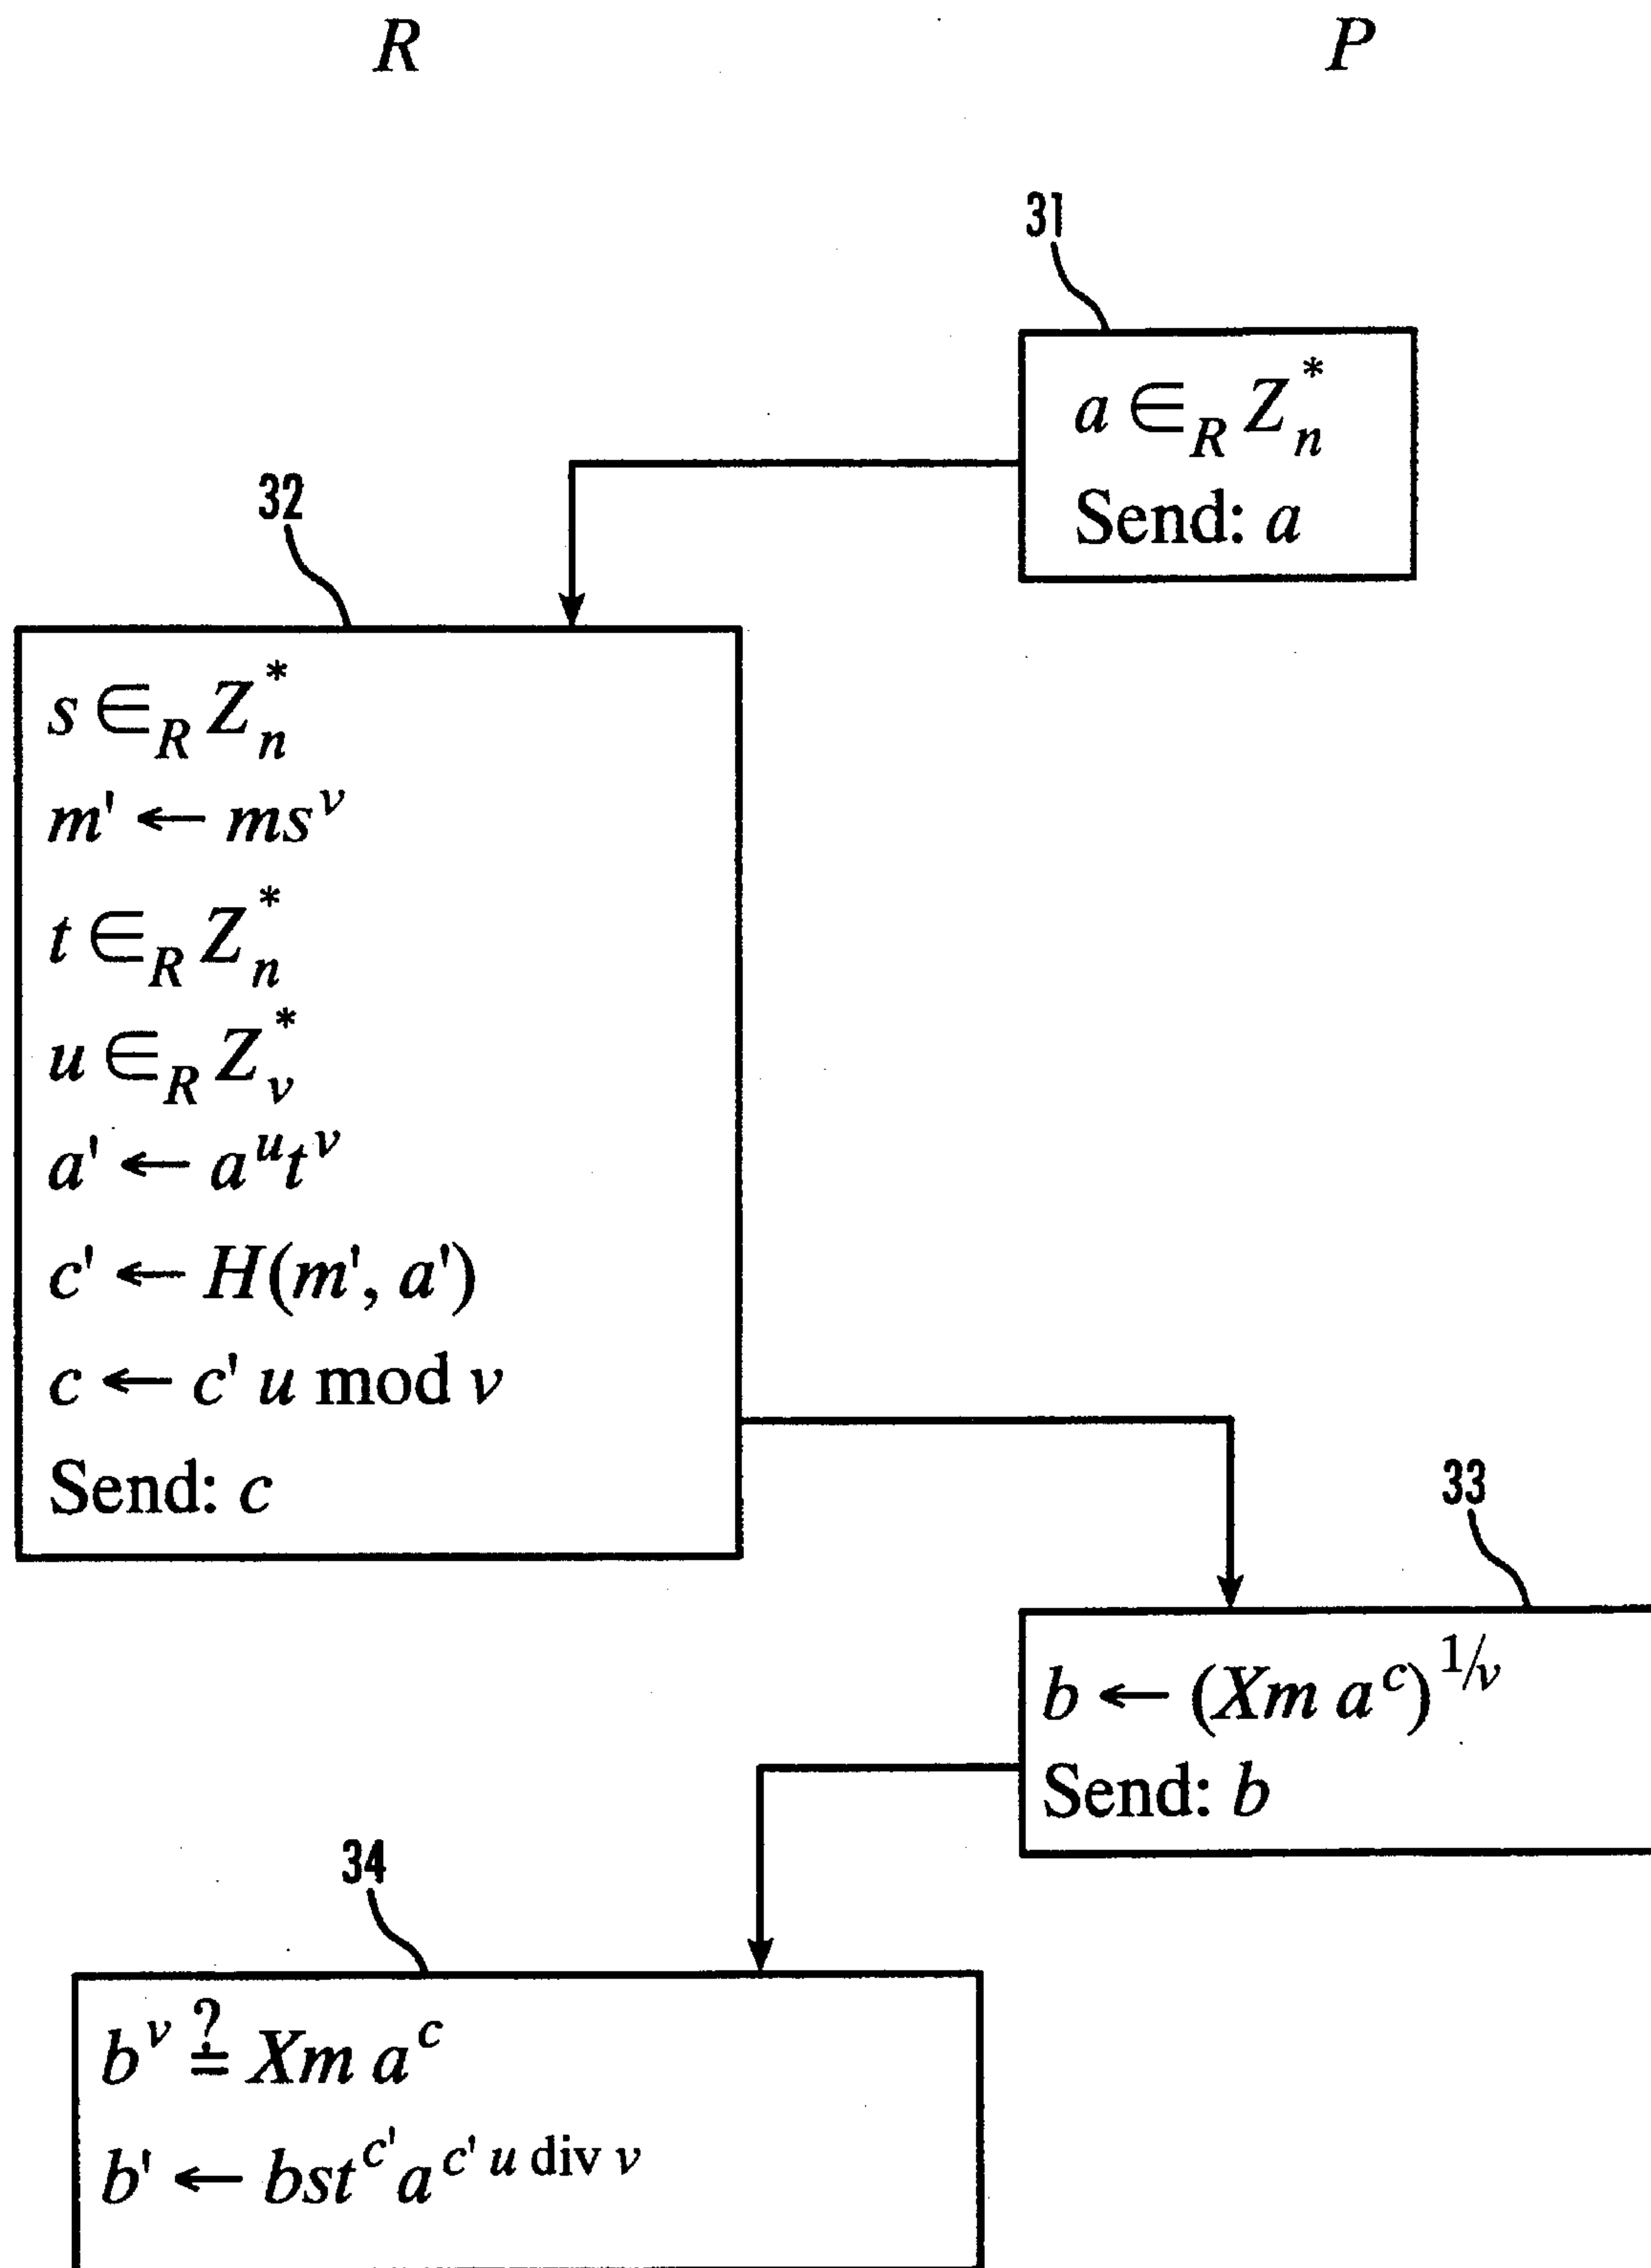 R P
31
a ∈_R Z_n^*
Send: a
32
s ∈_R Z_n^*
m' ← ms^v
t ∈_R Z_n^*
u ∈_R Z_v^*
a' ← a^u t^v
c' ← H(m', a')
c ← c' u mod v
Send: c
33
b ← (Xm a^c)^{1/v}
Send: b
34
b^v ≟ Xm a^c
b' ← bst^{c'} a^{c' u div v}